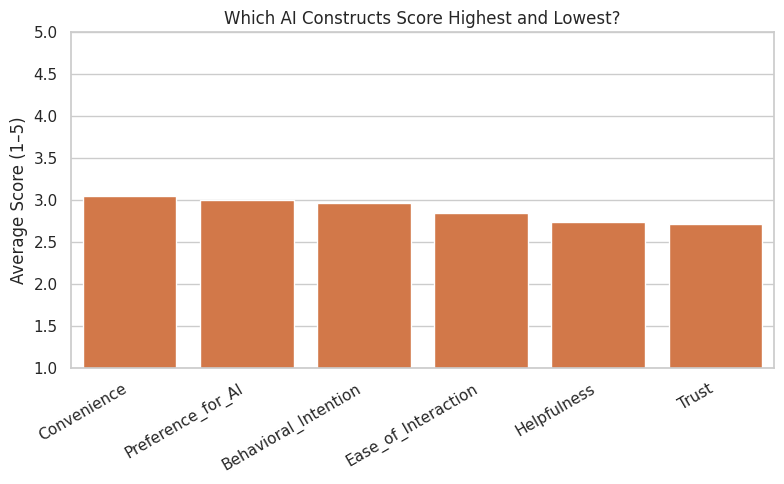 Which AI Constructs Score Highest and Lowest?
Average Score (1–5)
5.0
4.5
4.0
3.5
3.0
2.5
2.0
1.5
1.0
Convenience
Preference_for_AI
Behavioral_Intention
Ease_of_Interaction
Helpfulness
Trust